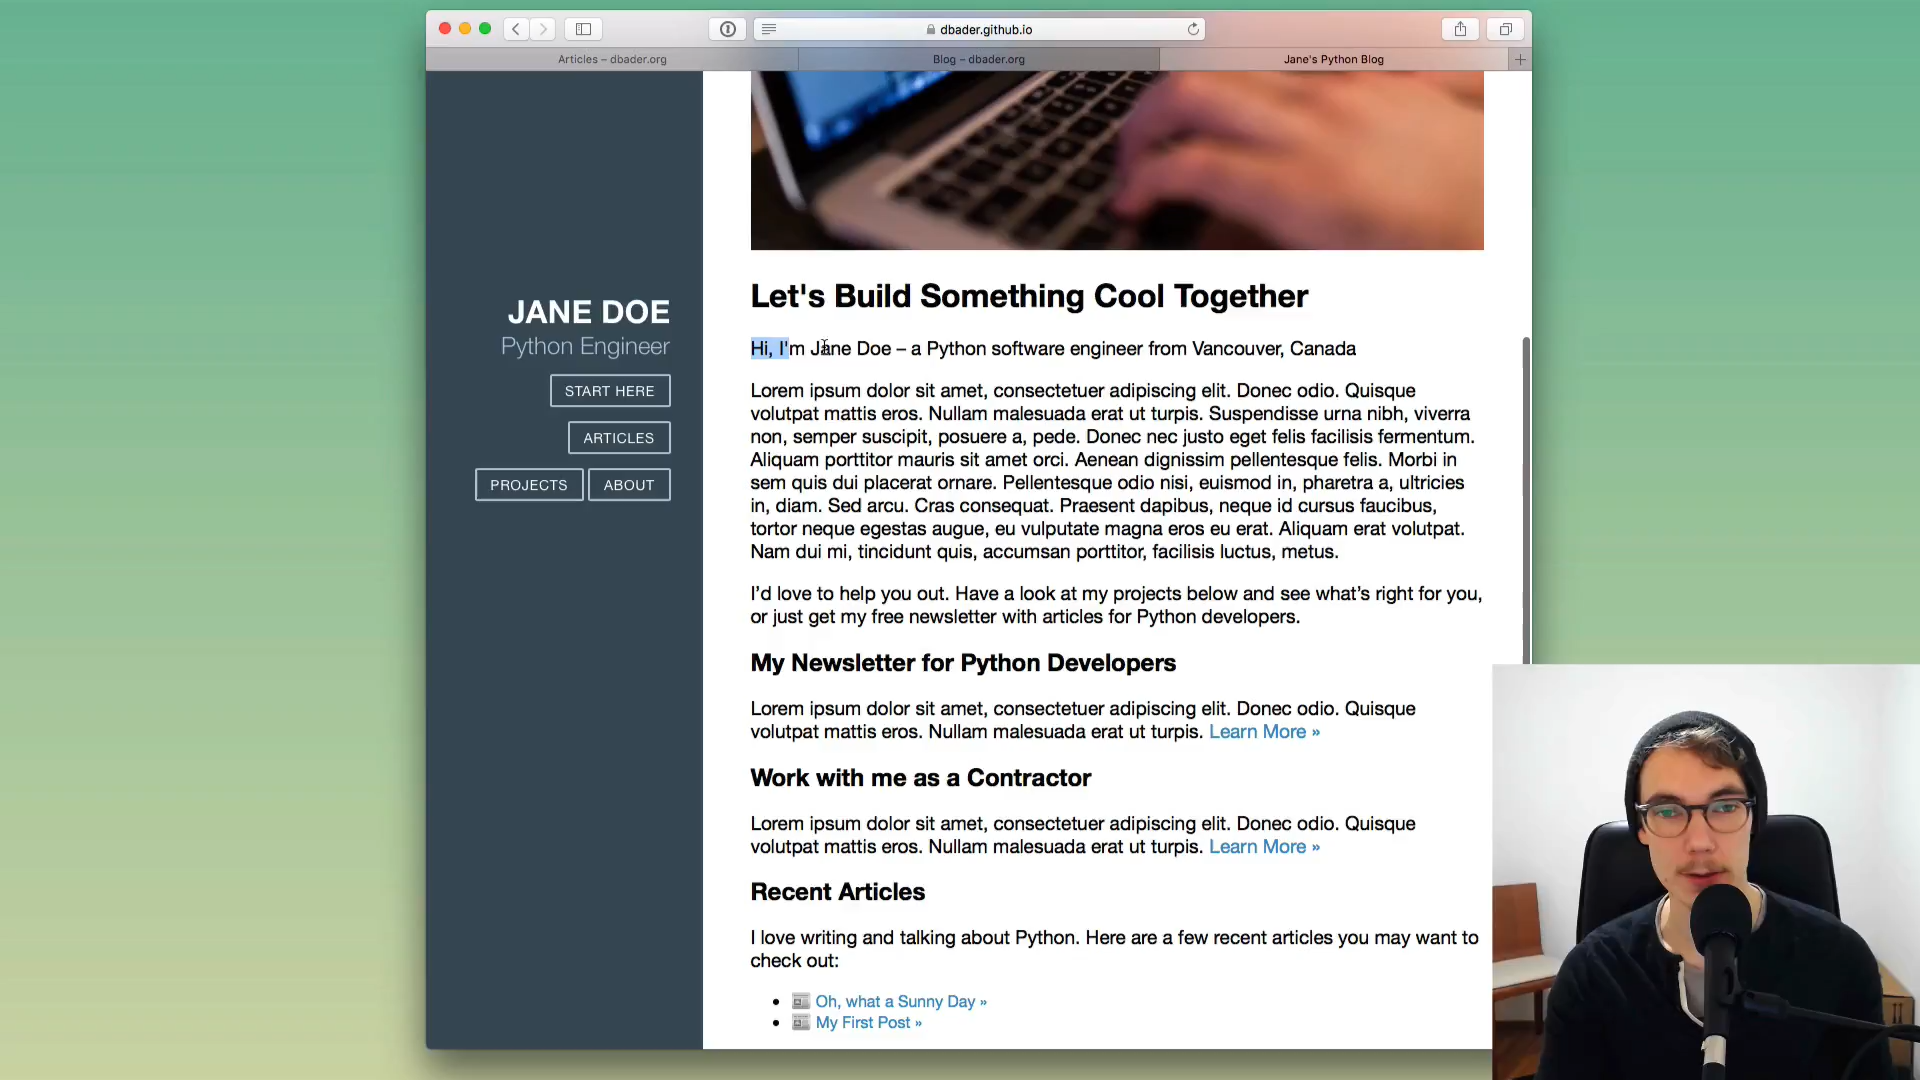 dbader.github.io
Articles – dbader.org
Blog – dbader.org
Jane's Python Blog
JANE DOE
Python Engineer
START HERE
ARTICLES
PROJECTS
ABOUT
Let's Build Something Cool Together
Hi, I'm Jane Doe – a Python software engineer from Vancouver, Canada
Lorem ipsum dolor sit amet, consectetuer adipiscing elit. Donec odio. Quisque
volutpat mattis eros. Nullam malesuada erat ut turpis. Suspendisse urna nibh, viverra
non, semper suscipit, posuere a, pede. Donec nec justo eget felis facilisis fermentum.
Aliquam porttitor mauris sit amet orci. Aenean dignissim pellentesque felis. Morbi in
sem quis dui placerat ornare. Pellentesque odio nisi, euismod in, pharetra a, ultricies
in, diam. Sed arcu. Cras consequat. Praesent dapibus, neque id cursus faucibus,
tortor neque egestas augue, eu vulputate magna eros eu erat. Aliquam erat volutpat.
Nam dui mi, tincidunt quis, accumsan porttitor, facilisis luctus, metus.
I’d love to help you out. Have a look at my projects below and see what’s right for you,
or just get my free newsletter with articles for Python developers.
My Newsletter for Python Developers
Lorem ipsum dolor sit amet, consectetuer adipiscing elit. Donec odio. Quisque
volutpat mattis eros. Nullam malesuada erat ut turpis. Learn More »
Work with me as a Contractor
Lorem ipsum dolor sit amet, consectetuer adipiscing elit. Donec odio. Quisque
volutpat mattis eros. Nullam malesuada erat ut turpis. Learn More »
Recent Articles
I love writing and talking about Python. Here are a few recent articles you may want to
check out:
Oh, what a Sunny Day »
My First Post »